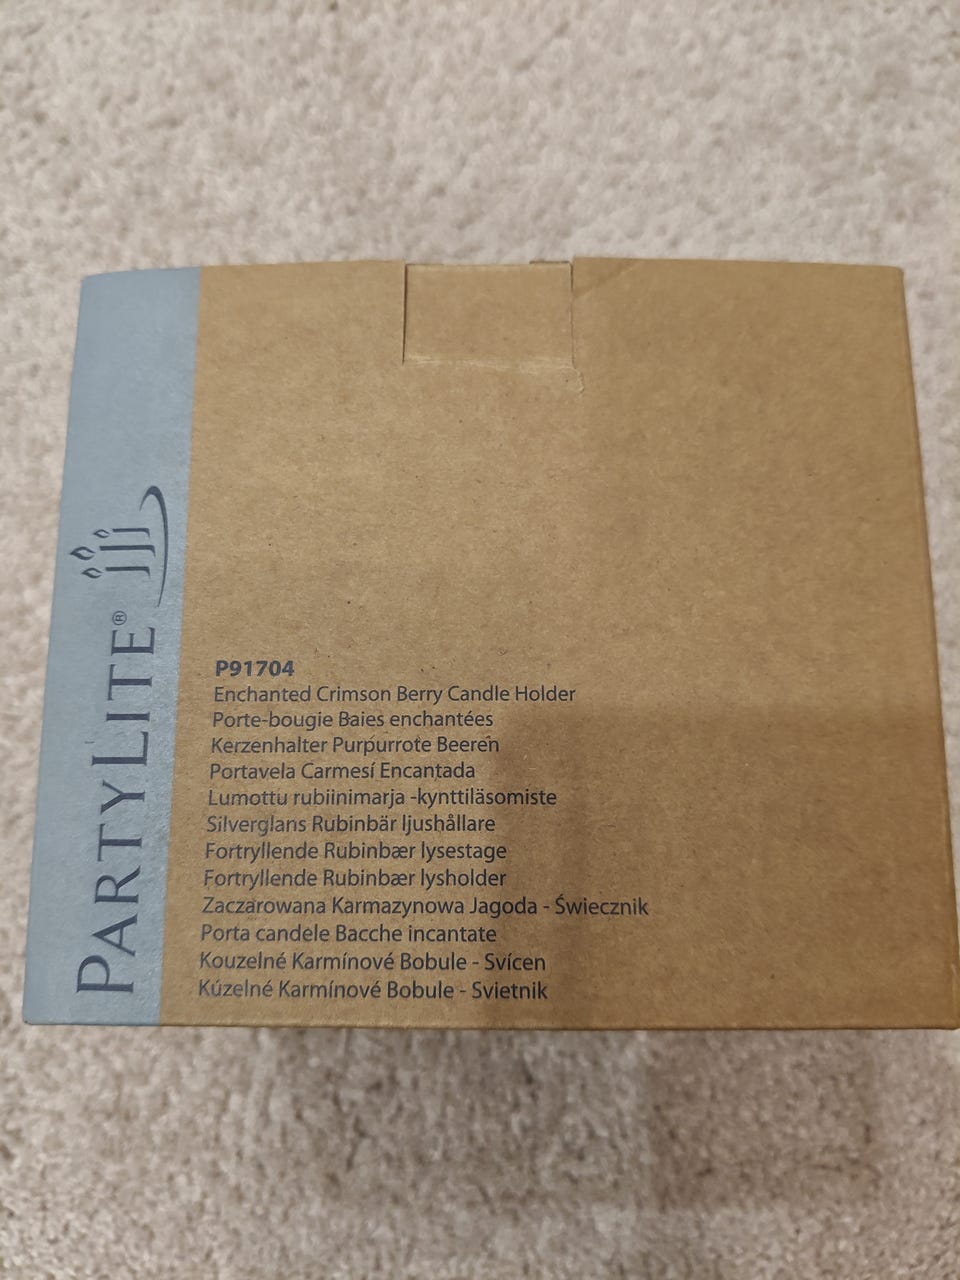 PARTYLITE®
P91704
Enchanted Crimson Berry Candle Holder
Porte-bougie Baies enchantées
Kerzenhalter Purpurrote Beeren
Portavela Carmesí Encantada
Lumottu rubiinimarja -kynttiläsomiste
Silverglans Rubinbär ljushållare
Fortryllende Rubinbær lysestage
Fortryllende Rubinbær lysholder
Zaczarowana Karmazynowa Jagoda - Świecznik
Porta candele Bacche incantate
Kouzelné Karmínové Bobule - Svícen
Kúzelné Karmínové Bobule - Svietnik